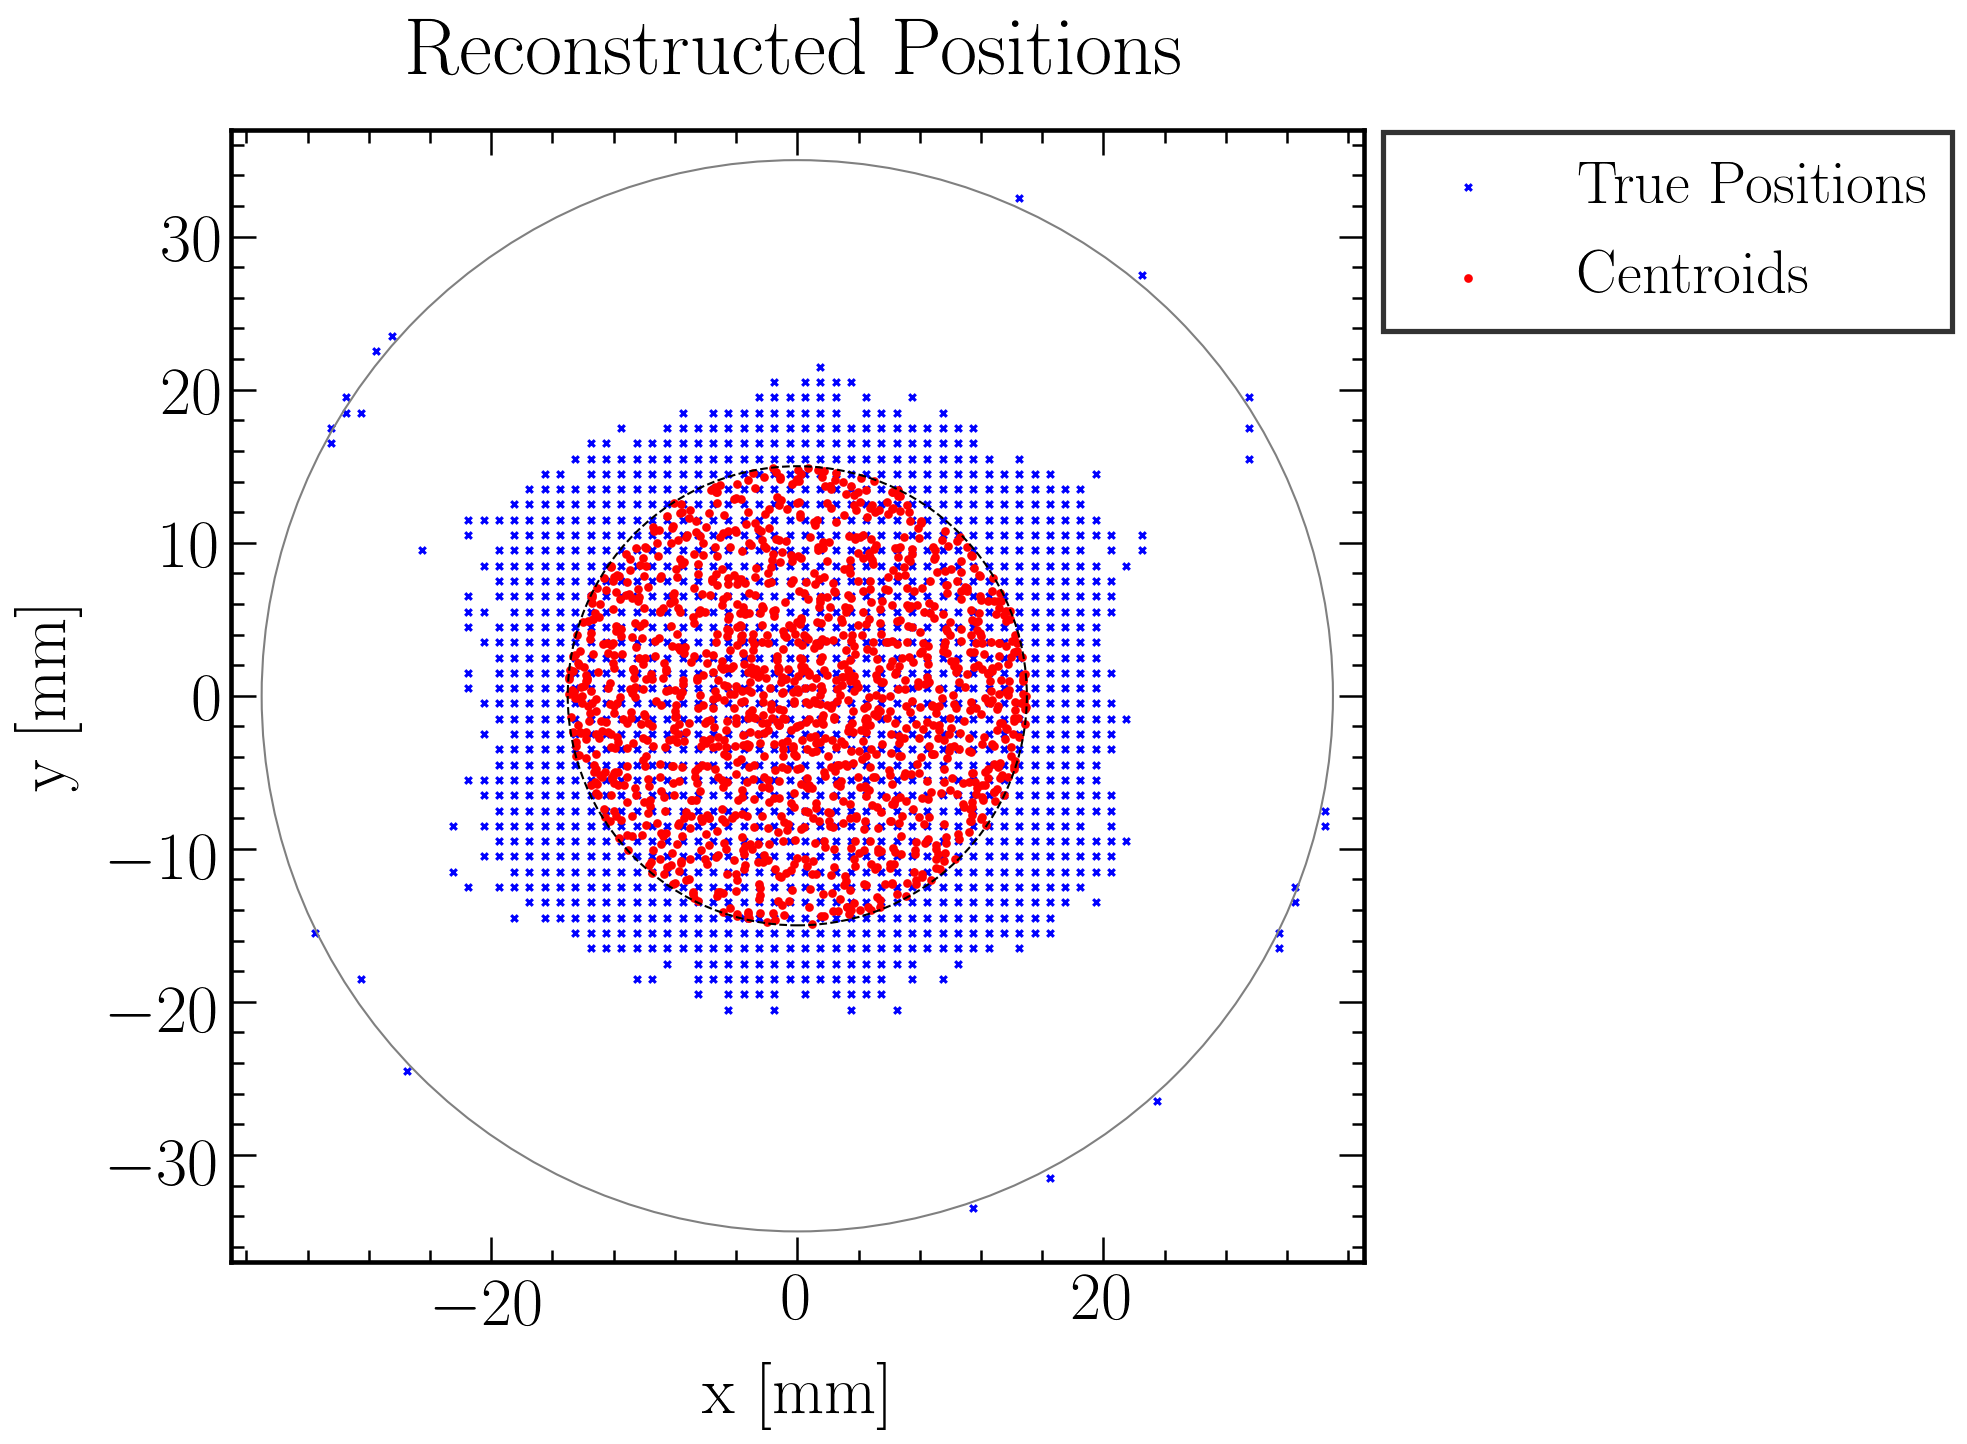 Reconstructed Positions
True Positions
Centroids
30
20
10
0
−10
−20
−30
y [mm]
−20 0 20
x [mm]